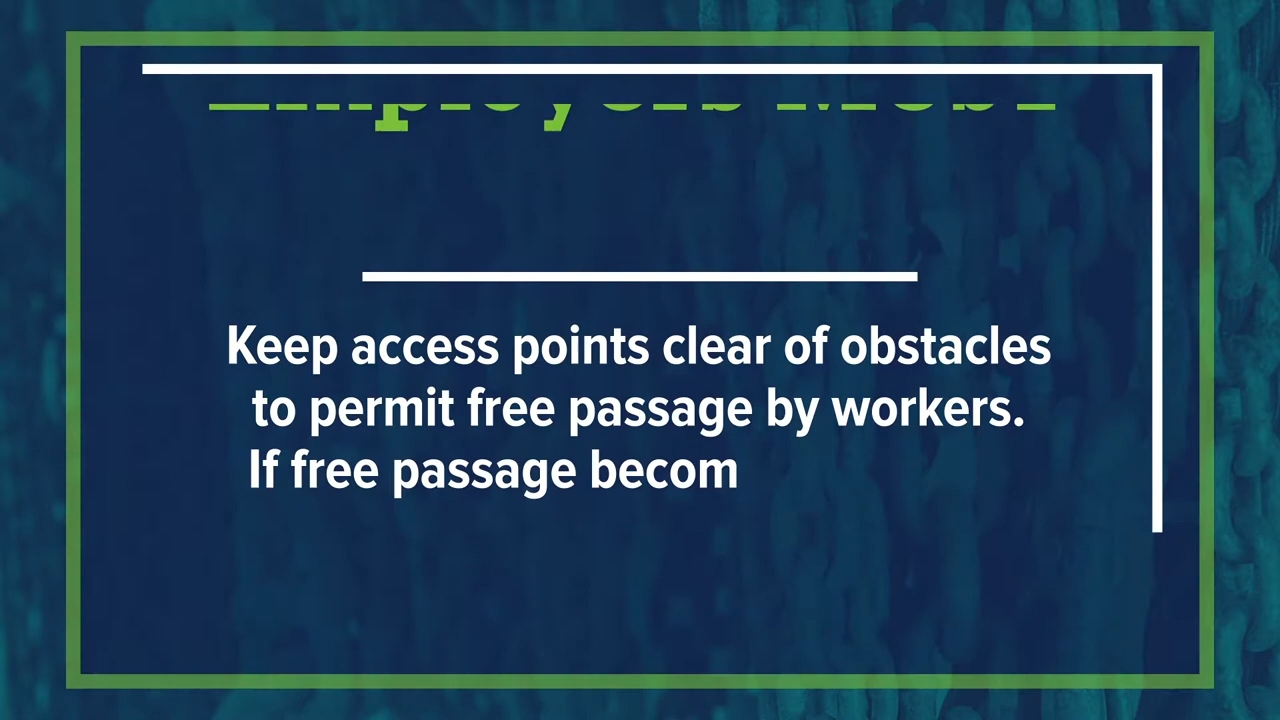 Keep access points clear of obstacles
to permit free passage by workers.
If free passage becom